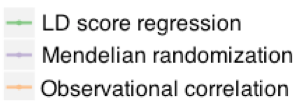 LD score regression
Mendelian randomization
Observational correlation